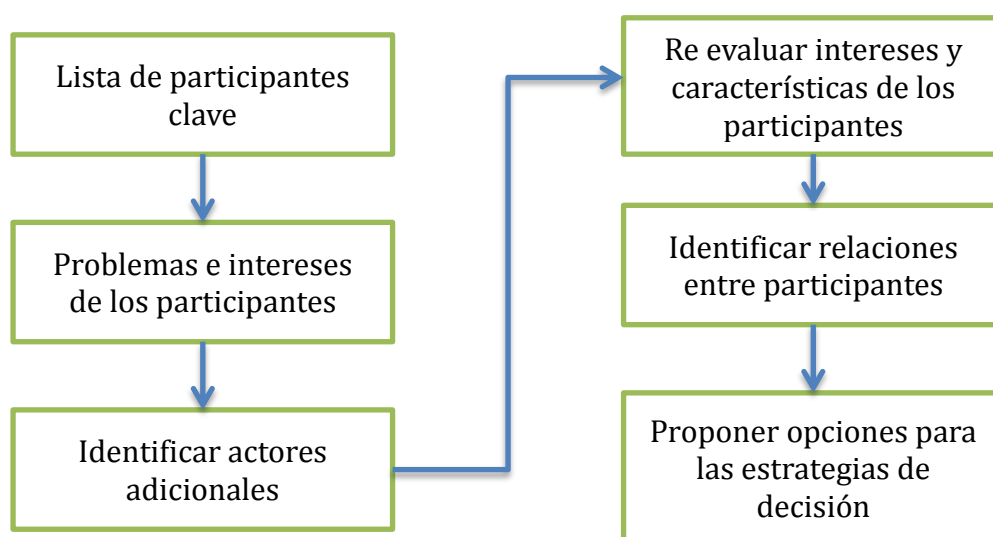 Lista de participantes
clave
Problemas e intereses
de los participantes
Identificar actores
adicionales
Re evaluar intereses y
características de los
participantes
Identificar relaciones
entre participantes
Proponer opciones para
las estrategias de
decisión